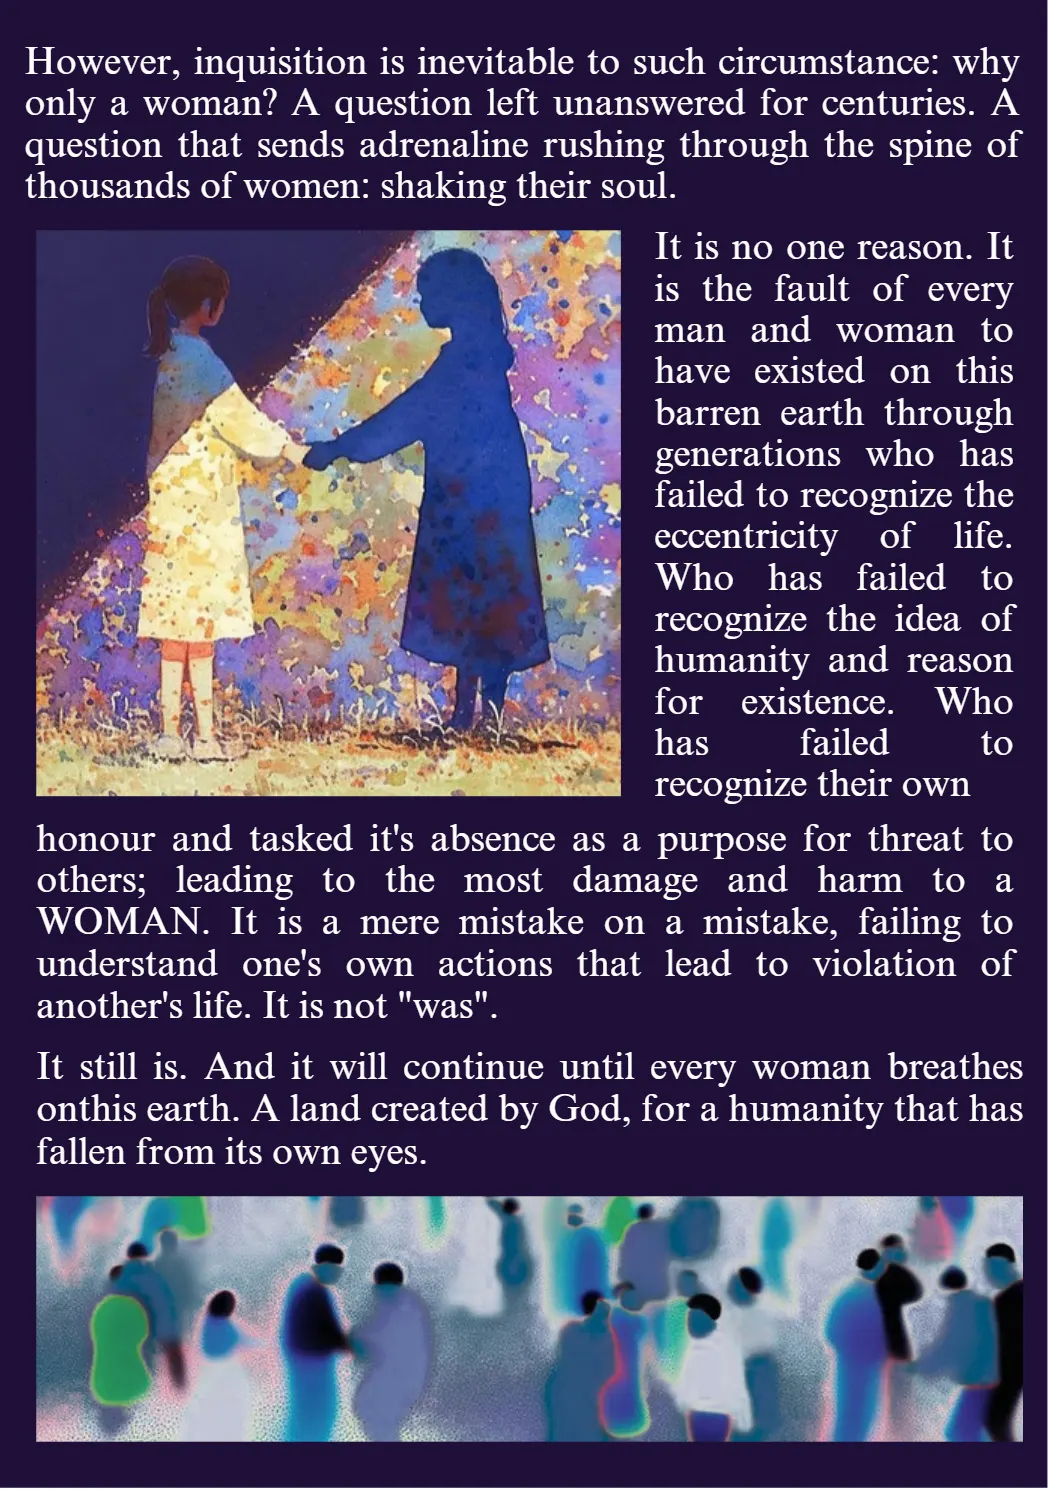 However, inquisition is inevitable to such circumstance: why
only a woman? A question left unanswered for centuries. A
question that sends adrenaline rushing through the spine of
thousands of women: shaking their soul.
It is no one reason. It
is the fault of every
man and woman to
have existed on this
barren earth through
generations who has
failed to recognize the
eccentricity of life.
Who has failed to
recognize the idea of
humanity and reason
for existence. Who
has failed to
recognize their own
honour and tasked it's absence as a purpose for threat to
others; leading to the most damage and harm to a
WOMAN. It is a mere mistake on a mistake, failing to
understand one's own actions that lead to violation of
another's life. It is not "was".
It still is. And it will continue until every woman breathes
onthis earth. A land created by God, for a humanity that has
fallen from its own eyes.